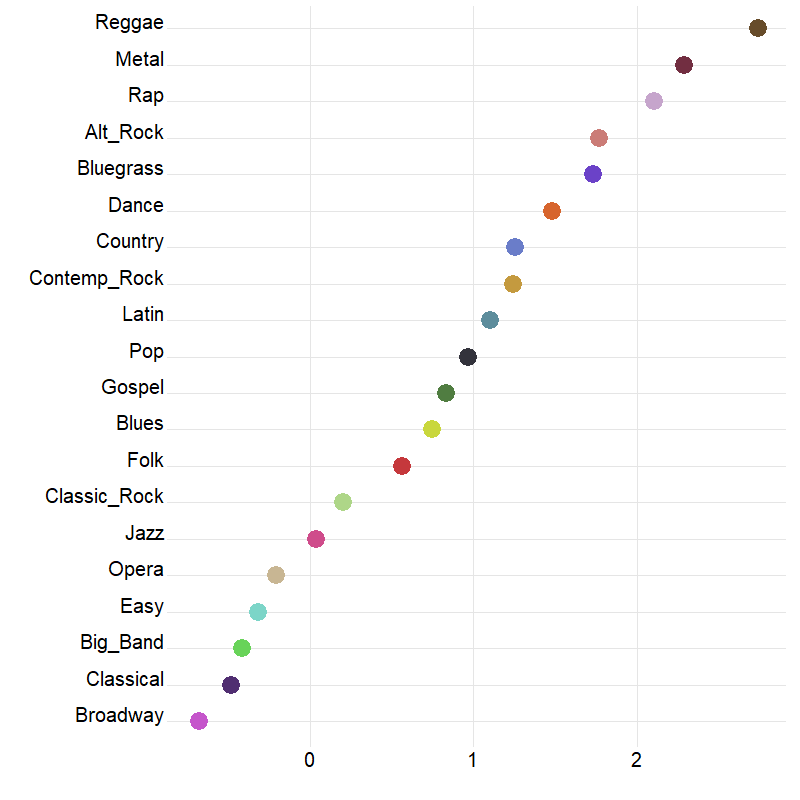 Reggae
Metal
Rap
Alt_Rock
Bluegrass
Dance
Country
Contemp_Rock
Latin
Pop
Gospel
Blues
Folk
Classic_Rock
Jazz
Opera
Easy
Big_Band
Classical
Broadway
0 1 2